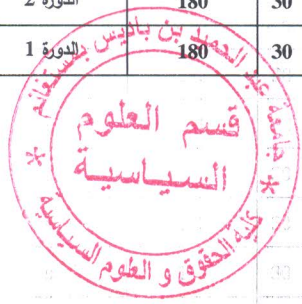 الدورة 2 180 30
الدورة 1 180 30
جامعة عبد الحميد بن باديس بمستغانم
قسم العلوم
السياسية
كلية الحقوق و العلوم السياسية